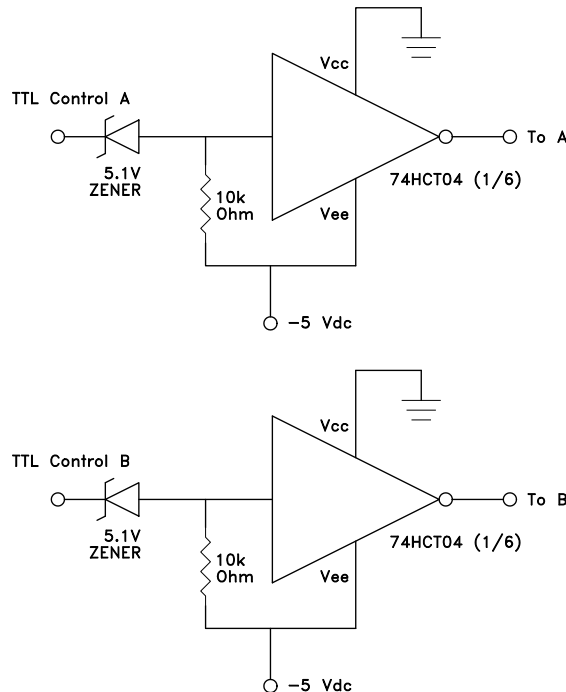 Vcc
TTL Control A
To A
5.1V
ZENER
10k
Ohm
74HCT04 (1/6)
Vee
-5 Vdc
Vcc
TTL Control B
To B
5.1V
ZENER
10k
Ohm
74HCT04 (1/6)
Vee
-5 Vdc